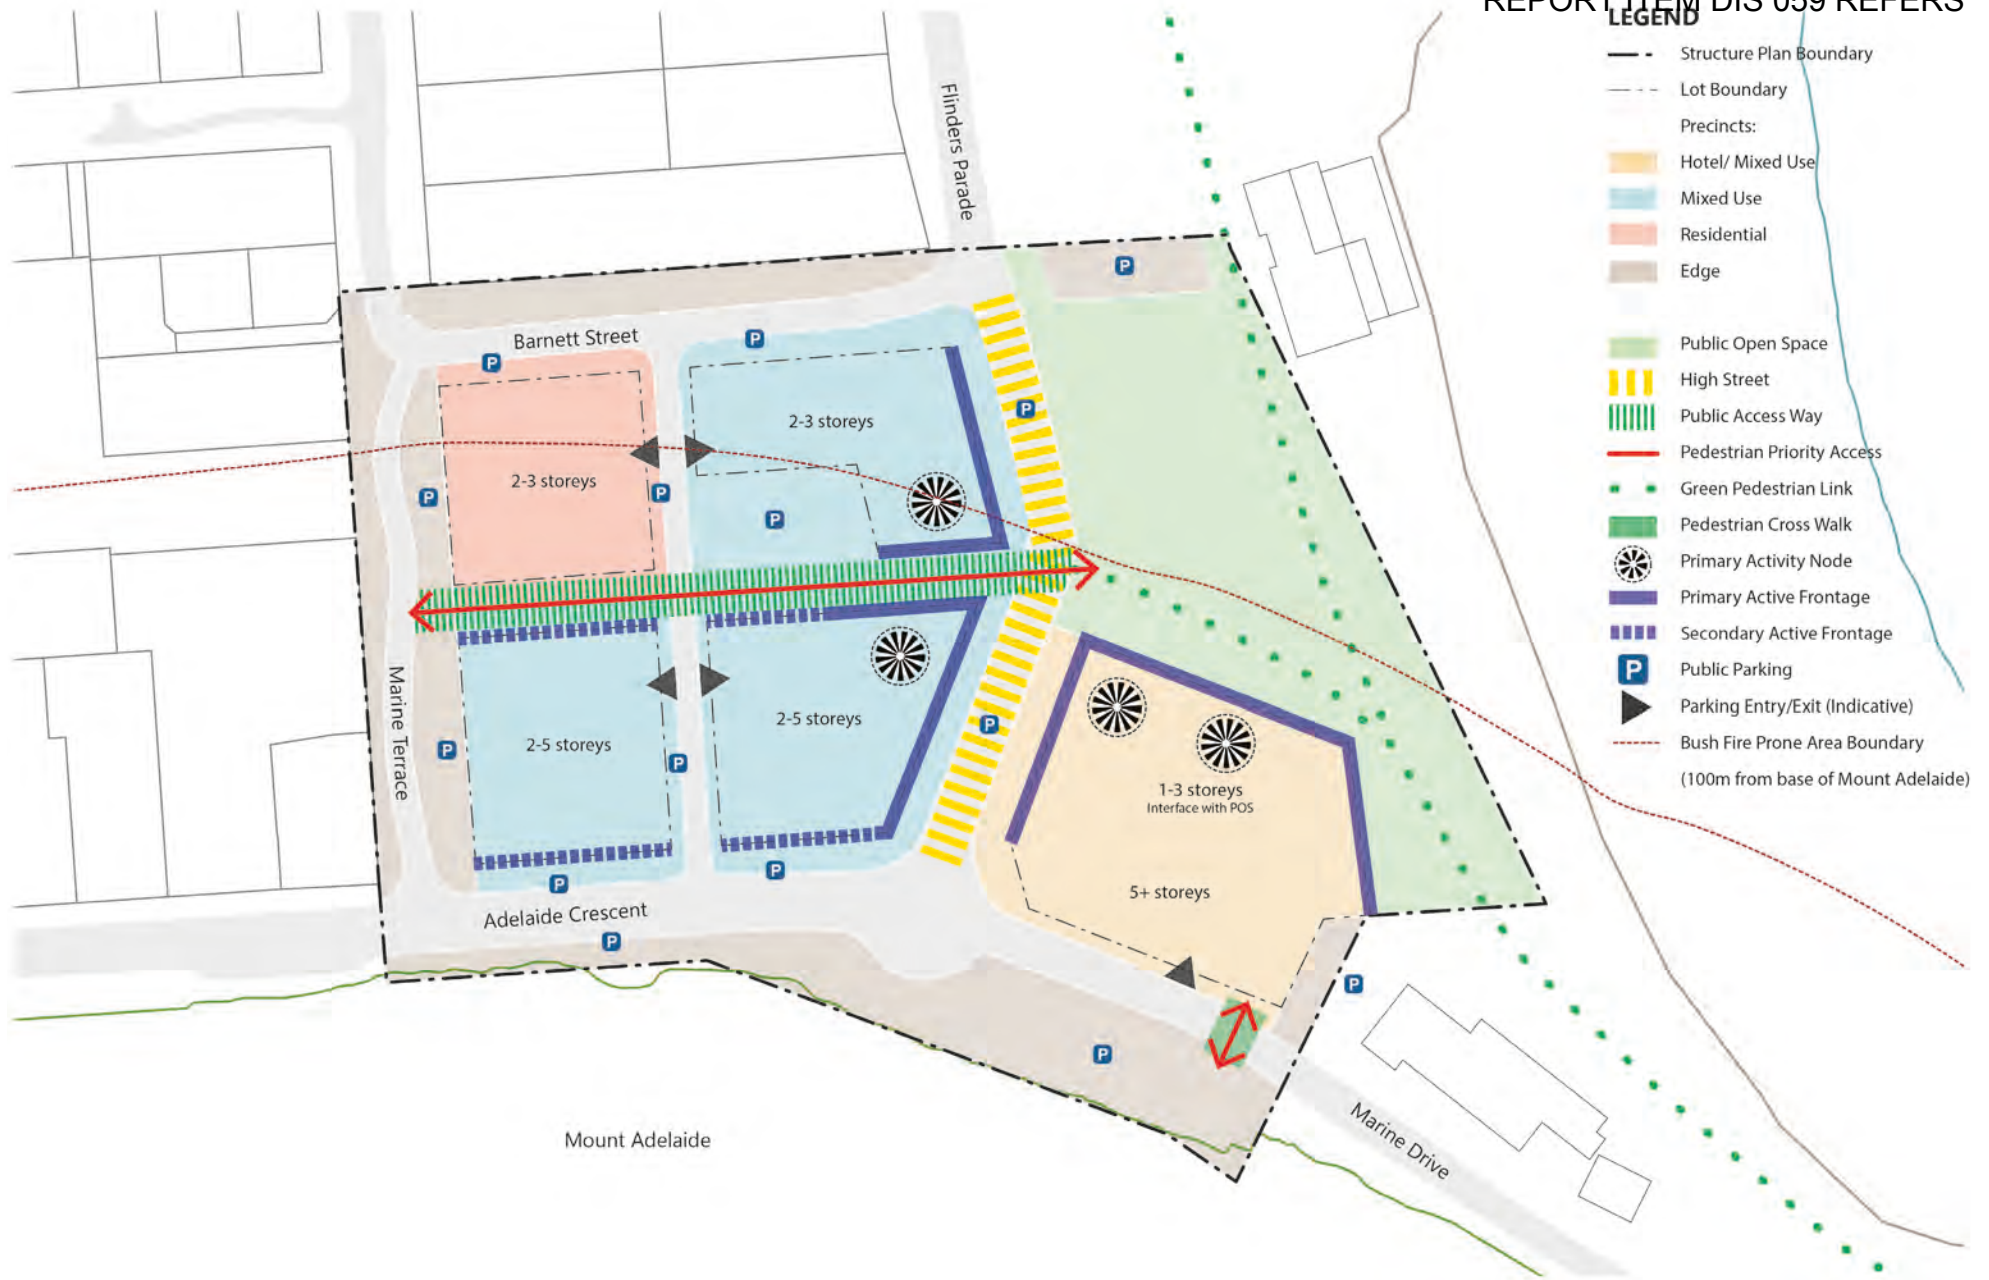 REPORT ITEM DIS 059 REFERS
LEGEND
Structure Plan Boundary
Lot Boundary
Precincts:
Hotel/ Mixed Use
Mixed Use
Residential
Edge
Public Open Space
High Street
Public Access Way
Pedestrian Priority Access
Green Pedestrian Link
Pedestrian Cross Walk
Primary Activity Node
Primary Active Frontage
Secondary Active Frontage
P Public Parking
Parking Entry/Exit (Indicative)
Bush Fire Prone Area Boundary
(100m from base of Mount Adelaide)
Flinders Parade
P
Barnett Street
P
P
P
2-3 storeys
2-3 storeys
P
P
P
Marine Terrace
2-5 storeys
2-5 storeys
P
P
P
1-3 storeys
Interface with POS
5+ storeys
P
P
Adelaide Crescent
P
P
P
Mount Adelaide
Marine Drive